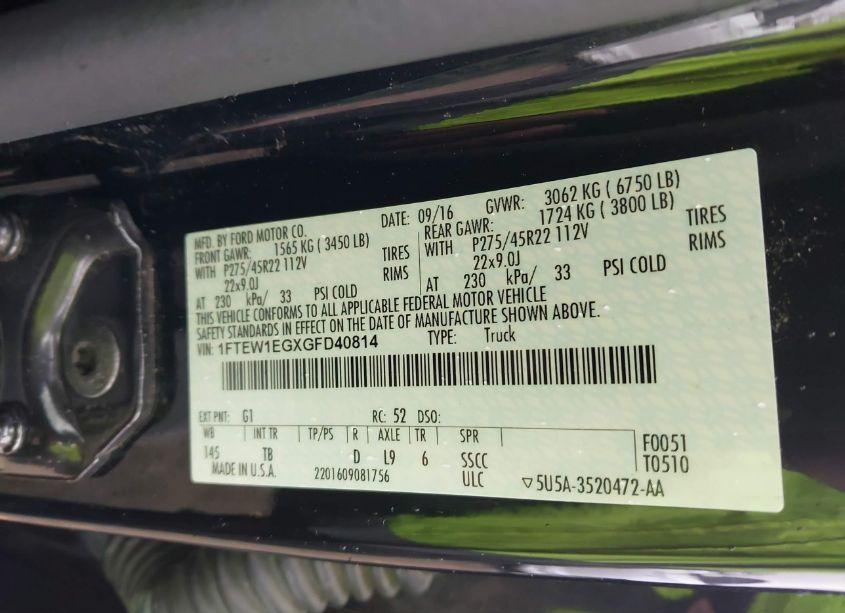 MFD. BY FORD MOTOR CO. DATE: 09/16 GVWR: 3062 KG ( 6750 LB)
FRONT GAWR: 1565 KG ( 3450 LB) REAR GAWR: 1724 KG ( 3800 LB)
WITH P275/45R22 112V TIRES WITH P275/45R22 112V TIRES
22x9.0J RIMS 22x9.0J RIMS
AT 230 kPa/ 33 PSI COLD AT 230 kPa/ 33 PSI COLD
THIS VEHICLE CONFORMS TO ALL APPLICABLE FEDERAL MOTOR VEHICLE
SAFETY STANDARDS IN EFFECT ON THE DATE OF MANUFACTURE SHOWN ABOVE.
VIN: 1FTEW1EGXGFD40814 TYPE: Truck
EXT PNT: G1 RC: 52 DSO:
WB INT TR TP/PS R AXLE TR SPR F0051
145 TB D L9 6 SSCC T0510
MADE IN U.S.A. 2201609081756 ULC ▽5U5A-3520472-AA